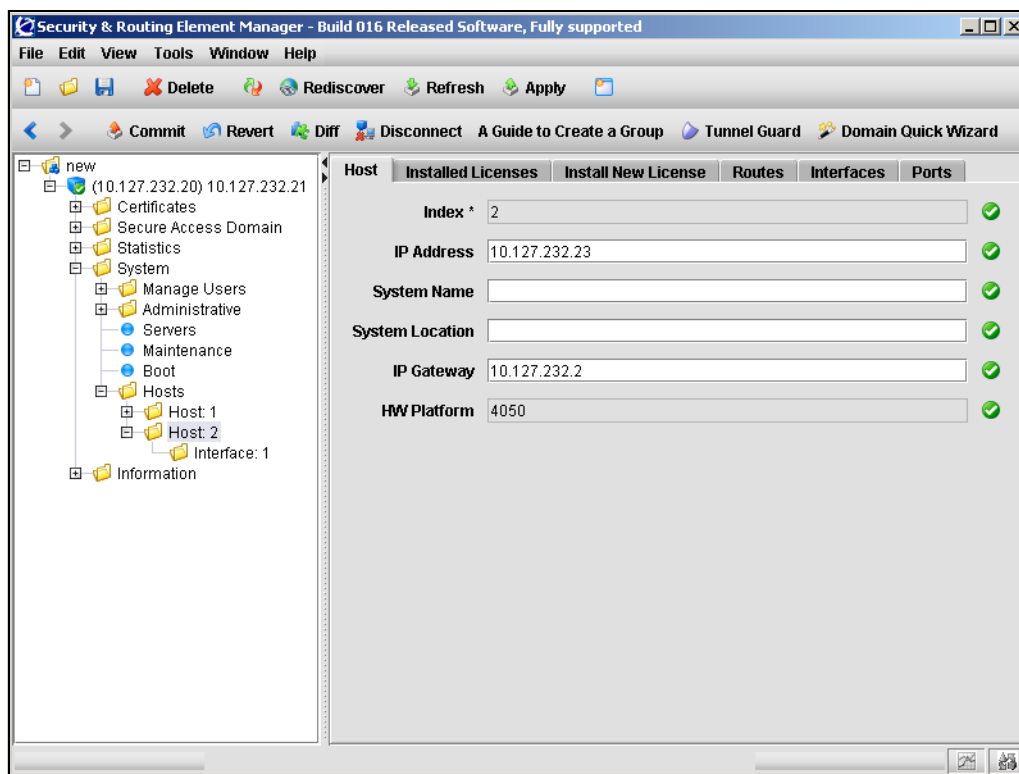 Security & Routing Element Manager - Build 016 Released Software, Fully supported
File Edit View Tools Window Help
Delete Rediscover Refresh Apply
Commit Revert Diff Disconnect A Guide to Create a Group Tunnel Guard Domain Quick Wizard
new
(10.127.232.20) 10.127.232.21
Certificates
Secure Access Domain
Statistics
System
Manage Users
Administrative
Servers
Maintenance
Boot
Hosts
Host: 1
Host: 2
Interface: 1
Information
Host Installed Licenses Install New License Routes Interfaces Ports
Index * 2
IP Address 10.127.232.23
System Name
System Location
IP Gateway 10.127.232.2
HW Platform 4050